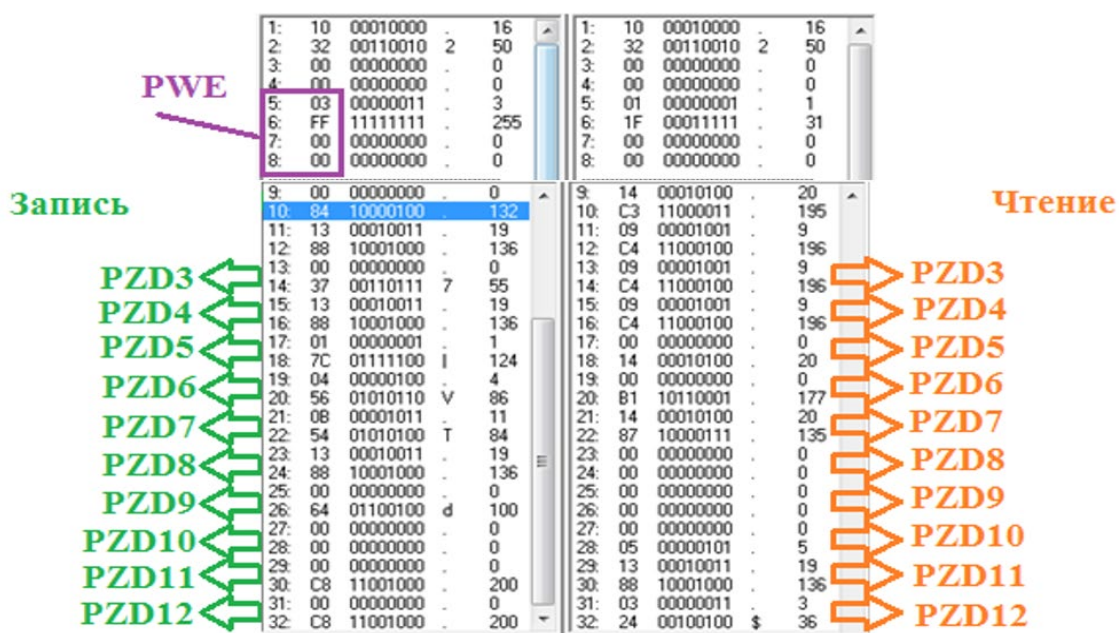 1: 10 00010000 . 16 1: 10 00010000 . 16
2: 32 00110010 2 50 2: 32 00110010 2 50
3: 00 00000000 . 0 3: 00 00000000 . 0
4: 00 00000000 . 0 4: 00 00000000 . 0
PWE
5: 03 00000011 . 3 5: 01 00000001 . 1
6: FF 11111111 . 255 6: 1F 00011111 . 31
7: 00 00000000 . 0 7: 00 00000000 . 0
8: 00 00000000 . 0 8: 00 00000000 . 0
Запись 9: 00 00000000 . 0 9: 14 00010100 . 20 Чтение
10: 84 10000100 . 132 10: C3 11000011 . 195
11: 13 00010011 . 19 11: 09 00001001 . 9
12: 88 10001000 . 136 12: C4 11000100 . 196
13: 00 00000000 . 0 13: 09 00001001 . 9
PZD3 14: 37 00110111 7 55 14: C4 11000100 . 196 PZD3
15: 13 00010011 . 19 15: 09 00001001 . 9
PZD4 16: 88 10001000 . 136 16: C4 11000100 . 196 PZD4
17: 01 00000001 . 1 17: 00 00000000 . 0
PZD5 18: 7C 01111100 | 124 18: 14 00010100 . 20 PZD5
19: 04 00000100 . 4 19: 00 00000000 . 0
PZD6 20: 56 01010110 V 86 20: B1 10110001 . 177 PZD6
21: 0B 00001011 . 11 21: 14 00010100 . 20
PZD7 22: 54 01010100 T 84 22: 87 10000111 . 135 PZD7
23: 13 00010011 . 19 23: 00 00000000 . 0
PZD8 24: 88 10001000 . 136 24: 00 00000000 . 0 PZD8
25: 00 00000000 . 0 25: 00 00000000 . 0
PZD9 26: 64 01100100 d 100 26: 00 00000000 . 0 PZD9
27: 00 00000000 . 0 27: 00 00000000 . 0
PZD10 28: 00 00000000 . 0 28: 05 00000101 . 5 PZD10
29: 00 00000000 . 0 29: 13 00010011 . 19
PZD11 30: C8 11001000 . 200 30: 88 10001000 . 136 PZD11
31: 00 00000000 . 0 31: 03 00000011 . 3
PZD12 32: C8 11001000 . 200 32: 24 00100100 $ 36 PZD12